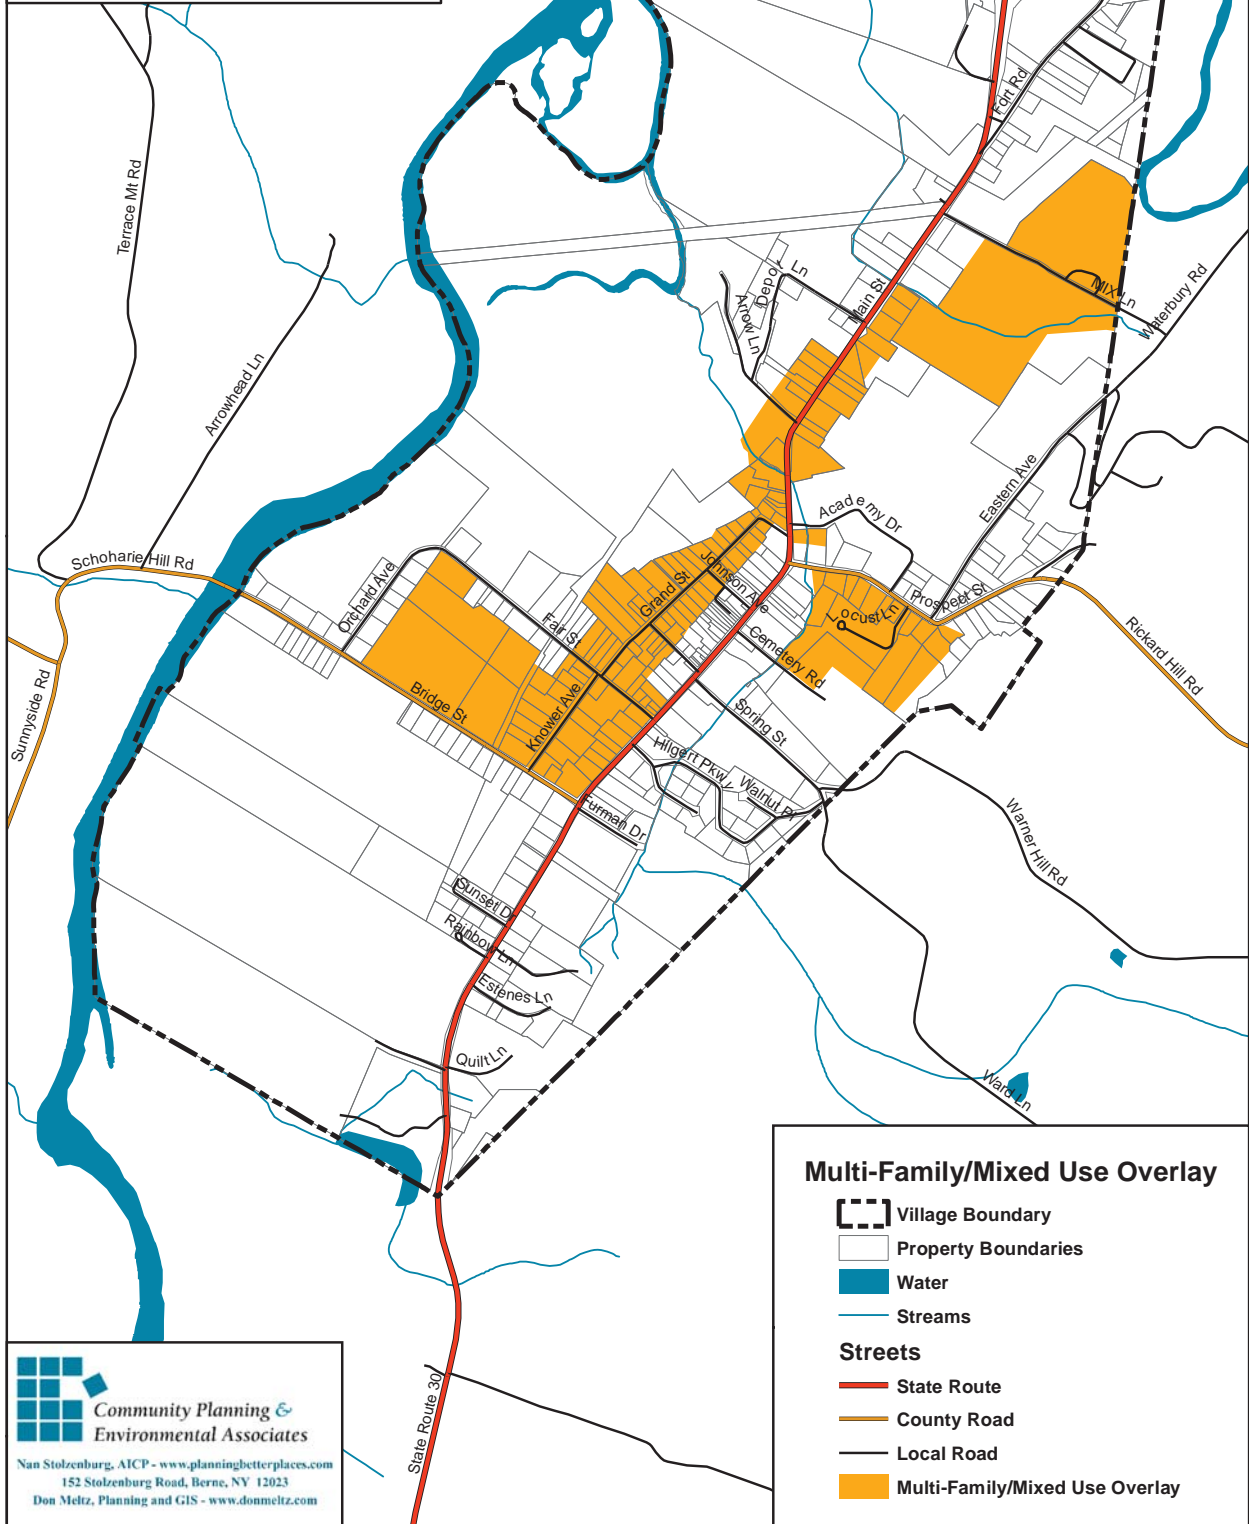 Fort Rd
Terrace Mt Rd
Depot Ln
MIX Ln
Waterbury Rd
Main St
Arrow Ln
Arrowhead Ln
Eastern Ave
Academy Dr
Schoharie Hill Rd
Johnson Ave
Orchard Ave
Grand St
Prospect St
Locust Ln
Fair St
Rickard Hill Rd
Cemetery Rd
Sunnyside Rd
Bridge St
Knower Ave
Spring St
Hilgert Pkwy
Walnut Pl
Furman Dr
Warner Hill Rd
Sunset Dr
Rainbow Ln
Estenes Ln
Quilt Ln
Ward Ln
State Route 30
Multi-Family/Mixed Use Overlay
Village Boundary
Property Boundaries
Water
Streams
Streets
State Route
County Road
Local Road
Multi-Family/Mixed Use Overlay
Community Planning &
Environmental Associates
Nan Stolzenburg, AICP - www.planningbetterplaces.com
152 Stolzenburg Road, Berne, NY 12023
Don Meltz, Planning and GIS - www.donmeltz.com